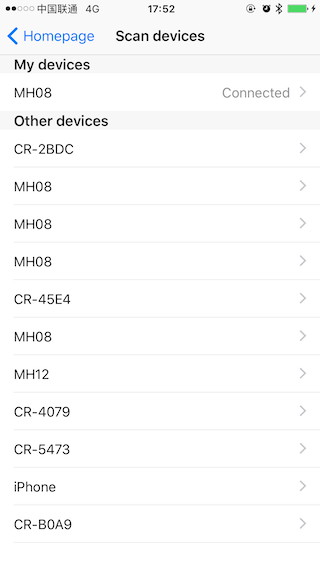 中国联通 4G 17:52
Homepage Scan devices
My devices
MH08 Connected
Other devices
CR-2BDC
MH08
MH08
MH08
CR-45E4
MH08
MH12
CR-4079
CR-5473
iPhone
CR-B0A9